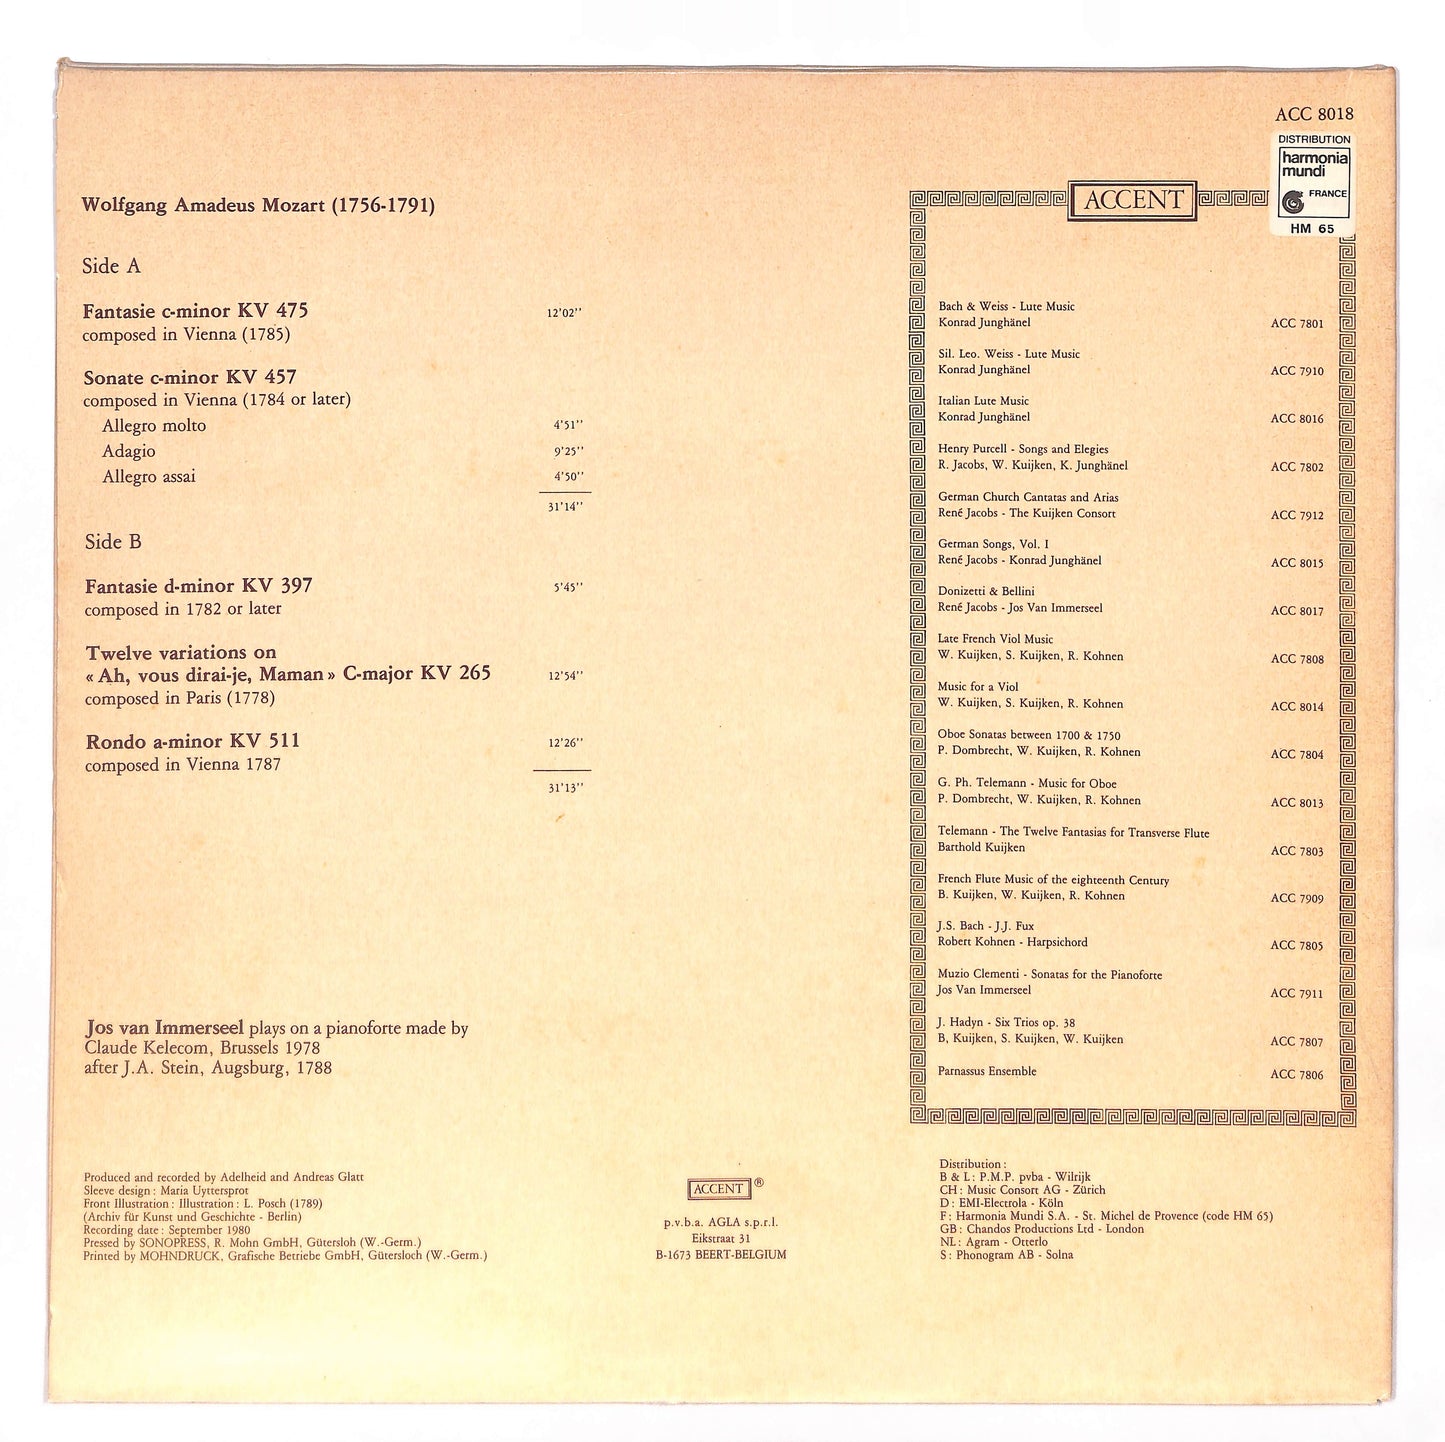 ACC 8018
DISTRIBUTION
harmonia
mundi
FRANCE
HM 65
Wolfgang Amadeus Mozart (1756-1791)
Side A
Fantasie c-minor KV 475 12'02''
composed in Vienna (1785)
Sonate c-minor KV 457
composed in Vienna (1784 or later)
Allegro molto 4'51''
Adagio 9'25''
Allegro assai 4'50''
31'14''
Side B
Fantasie d-minor KV 397 5'45''
composed in 1782 or later
Twelve variations on
« Ah, vous dirai-je, Maman » C-major KV 265 12'54''
composed in Paris (1778)
Rondo a-minor KV 511 12'26''
composed in Vienna 1787
31'13''
Jos van Immerseel plays on a pianoforte made by
Claude Kelecom, Brussels 1978
after J.A. Stein, Augsburg, 1788
Produced and recorded by Adelheid and Andreas Glatt
Sleeve design : Maria Uyttersprot
Front Illustration : Illustration : L. Posch (1789)
(Archiv für Kunst und Geschichte - Berlin)
Recording date : September 1980
Pressed by SONOPRESS, R. Mohn GmbH, Gütersloh (W.-Germ.)
Printed by MOHNDRUCK, Grafische Betriebe GmbH, Gütersloch (W.-Germ.)
ACCENT ®
p.v.b.a. AGLA s.p.r.l.
Eikstraat 31
B-1673 BEERT-BELGIUM
ACCENT
Bach & Weiss - Lute Music
Konrad Junghänel ACC 7801
Sil. Leo. Weiss - Lute Music
Konrad Junghänel ACC 7910
Italian Lute Music
Konrad Junghänel ACC 8016
Henry Purcell - Songs and Elegies
R. Jacobs, W. Kuijken, K. Junghänel ACC 7802
German Church Cantatas and Arias
René Jacobs - The Kuijken Consort ACC 7912
German Songs, Vol. I
René Jacobs - Konrad Junghänel ACC 8015
Donizetti & Bellini
René Jacobs - Jos Van Immerseel ACC 8017
Late French Viol Music
W. Kuijken, S. Kuijken, R. Kohnen ACC 7808
Music for a Viol
W. Kuijken, S. Kuijken, R. Kohnen ACC 8014
Oboe Sonatas between 1700 & 1750
P. Dombrecht, W. Kuijken, R. Kohnen ACC 7804
G. Ph. Telemann - Music for Oboe
P. Dombrecht, W. Kuijken, R. Kohnen ACC 8013
Telemann - The Twelve Fantasias for Transverse Flute
Barthold Kuijken ACC 7803
French Flute Music of the eighteenth Century
B. Kuijken, W. Kuijken, R. Kohnen ACC 7909
J.S. Bach - J.J. Fux
Robert Kohnen - Harpsichord ACC 7805
Muzio Clementi - Sonatas for the Pianoforte
Jos Van Immerseel ACC 7911
J. Hadyn - Six Trios op. 38
B, Kuijken, S. Kuijken, W. Kuijken ACC 7807
Parnassus Ensemble ACC 7806
Distribution :
B & L : P.M.P. pvba - Wilrijk
CH : Music Consort AG - Zürich
D : EMI-Electrola - Köln
F : Harmonia Mundi S.A. - St. Michel de Provence (code HM 65)
GB : Chandos Productions Ltd - London
NL : Agram - Otterlo
S : Phonogram AB - Solna